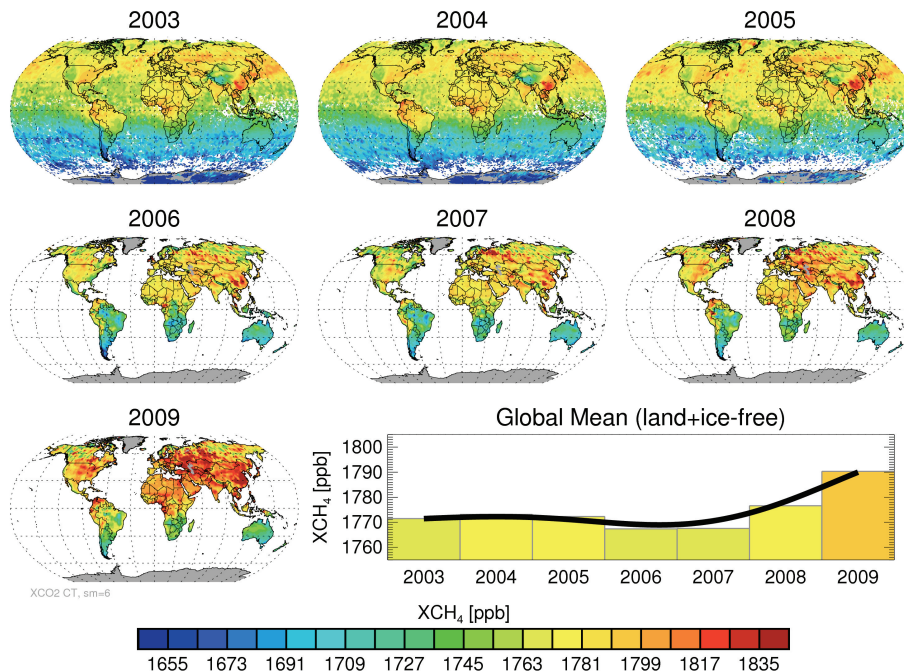 2003
2004
2005
2006
2007
2008
2009
Global Mean (land+ice-free)
XCH₄ [ppb]
1800
1790
1780
1770
1760
2003 2004 2005 2006 2007 2008 2009
XCO2 CT, sm=6
XCH₄ [ppb]
1655 1673 1691 1709 1727 1745 1763 1781 1799 1817 1835